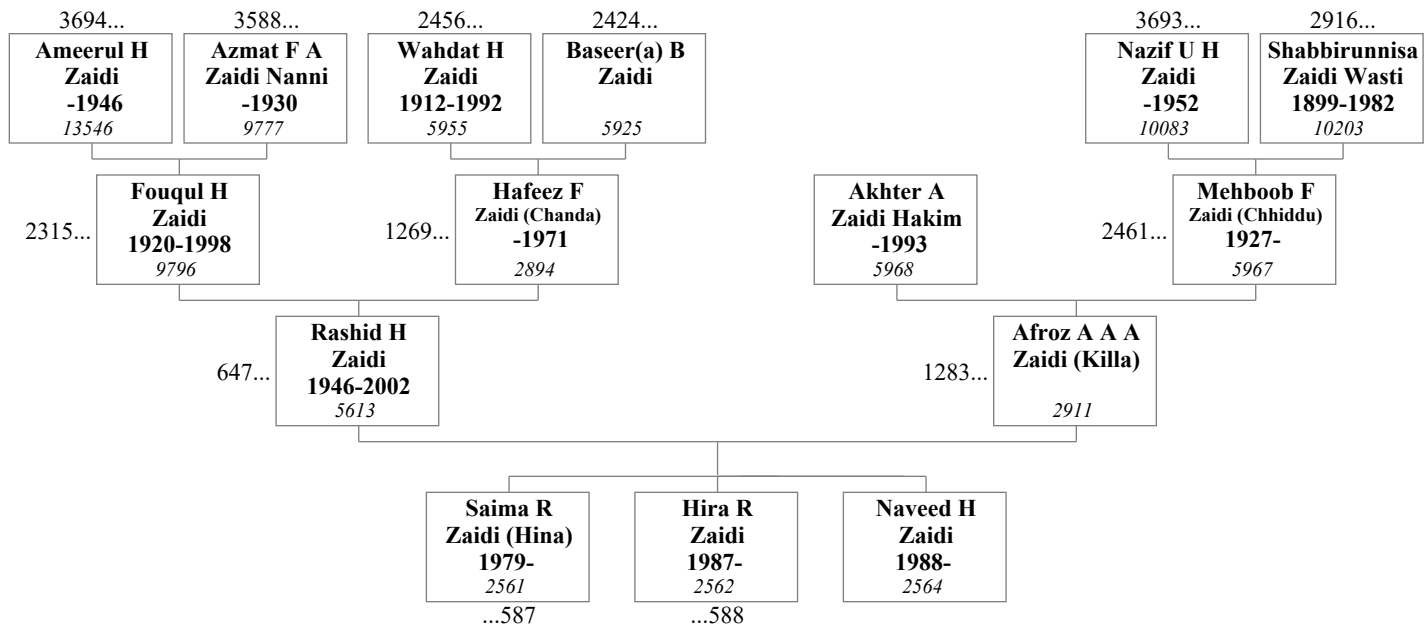 3694...
3588...
2456...
2424...
3693...
2916...
Ameerul H
Zaidi
-1946
13546
Azmat F A
Zaidi Nanni
-1930
9777
Wahdat H
Zaidi
1912-1992
5955
Baseer(a) B
Zaidi
5925
Nazif U H
Zaidi
-1952
10083
Shabbirunnisa
Zaidi Wasti
1899-1982
10203
2315...
Fouqul H
Zaidi
1920-1998
9796
1269...
Hafeez F
Zaidi (Chanda)
-1971
2894
Akhter A
Zaidi Hakim
-1993
5968
2461...
Mehboob F
Zaidi (Chhiddu)
1927-
5967
647...
Rashid H
Zaidi
1946-2002
5613
1283...
Afroz A A A
Zaidi (Killa)
2911
Saima R
Zaidi (Hina)
1979-
2561
...587
Hira R
Zaidi
1987-
2562
...588
Naveed H
Zaidi
1988-
2564